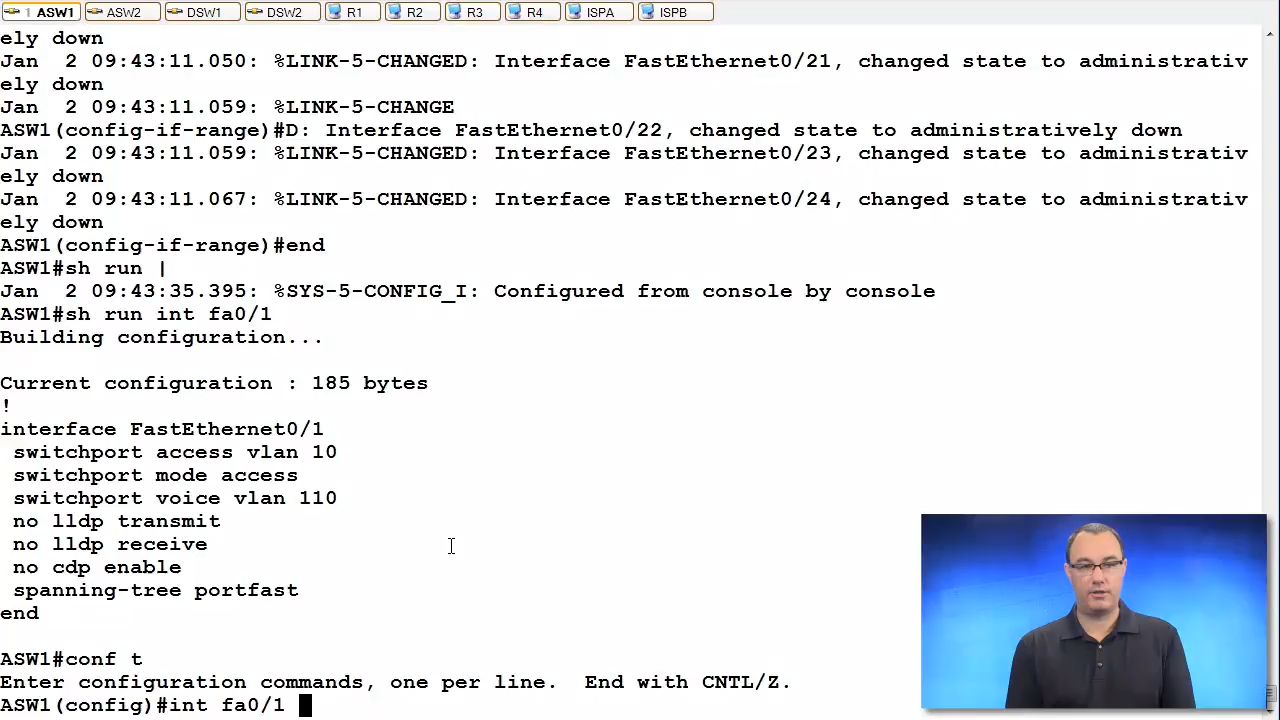 1 ASW1 ASW2 DSW1 DSW2 R1 R2 R3 R4 ISPA ISPB
ely down
Jan  2 09:43:11.050: %LINK-5-CHANGED: Interface FastEthernet0/21, changed state to administrativ
ely down
Jan  2 09:43:11.059: %LINK-5-CHANGE
ASW1(config-if-range)#D: Interface FastEthernet0/22, changed state to administratively down
Jan  2 09:43:11.059: %LINK-5-CHANGED: Interface FastEthernet0/23, changed state to administrativ
ely down
Jan  2 09:43:11.067: %LINK-5-CHANGED: Interface FastEthernet0/24, changed state to administrativ
ely down
ASW1(config-if-range)#end
ASW1#sh run |
Jan  2 09:43:35.395: %SYS-5-CONFIG_I: Configured from console by console
ASW1#sh run int fa0/1
Building configuration...
Current configuration : 185 bytes
!
interface FastEthernet0/1
 switchport access vlan 10
 switchport mode access
 switchport voice vlan 110
 no lldp transmit
 no lldp receive
 no cdp enable
 spanning-tree portfast
end
ASW1#conf t
Enter configuration commands, one per line.  End with CNTL/Z.
ASW1(config)#int fa0/1